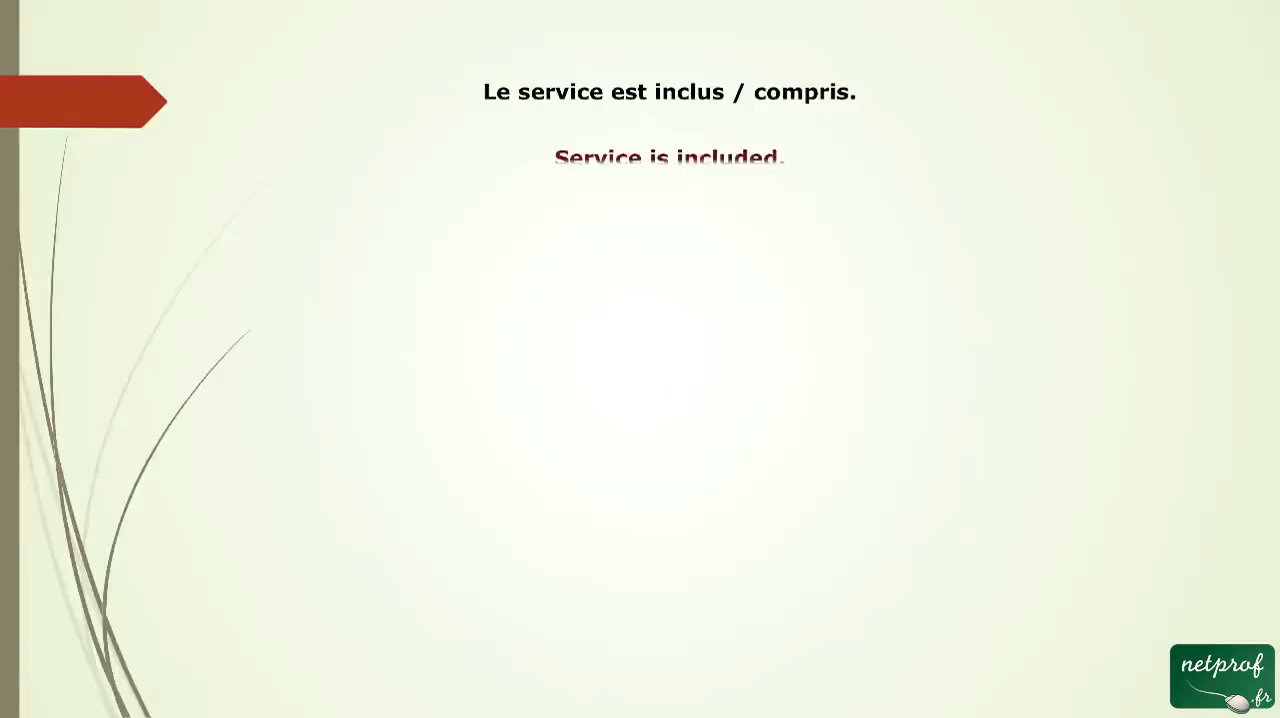 Le service est inclus / compris.
Service is included.
netprof
.fr